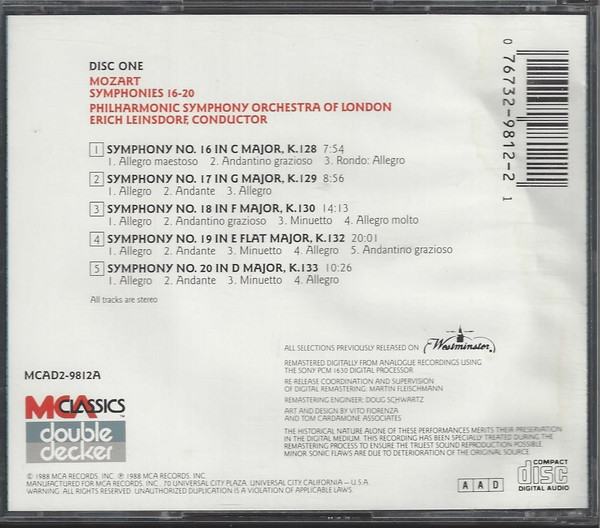 DISC ONE
MOZART
SYMPHONIES 16-20
PHILHARMONIC SYMPHONY ORCHESTRA OF LONDON
ERICH LEINSDORF, CONDUCTOR
1 SYMPHONY NO. 16 IN C MAJOR, K.128 7:54
1. Allegro maestoso 2. Andantino grazioso 3. Rondo: Allegro
2 SYMPHONY NO. 17 IN G MAJOR, K.129 8:56
1. Allegro 2. Andante 3. Allegro
3 SYMPHONY NO. 18 IN F MAJOR, K.130 14:13
1. Allegro 2. Andantino grazioso 3. Minuetto 4. Allegro molto
4 SYMPHONY NO. 19 IN E FLAT MAJOR, K.132 20:01
1. Allegro 2. Andante 3. Minuetto 4. Allegro 5. Andantino grazioso
5 SYMPHONY NO. 20 IN D MAJOR, K.133 10:26
1. Allegro 2. Andante 3. Minuetto 4. Allegro
All tracks are stereo
0 76732-9812-2 1
ALL SELECTIONS PREVIOUSLY RELEASED ON Westminster
REMASTERED DIGITALLY FROM ANALOGUE RECORDINGS USING
THE SONY PCM 1630 DIGITAL PROCESSOR
RE-RELEASE COORDINATION AND SUPERVISION
OF DIGITAL REMASTERING: MARTIN FLEISCHMANN
REMASTERING ENGINEER: DOUG SCHWARTZ
ART AND DESIGN BY VITO FIORENZA
AND TOM CARDAMONE ASSOCIATES
THE HISTORICAL NATURE ALONE OF THESE PERFORMANCES MERITS THEIR PRESERVATION
IN THE DIGITAL MEDIUM. THIS RECORDING HAS BEEN SPECIALLY TREATED DURING THE
REMASTERING PROCESS TO ENSURE THE TRUEST SOUND REPRODUCTION POSSIBLE
MINOR SONIC FLAWS ARE DUE TO DETERIORATION OF THE ORIGINAL SOURCE
MCAD2-9812A
MCA CLASSICS
double
decker
© 1988 MCA RECORDS, INC. ℗ 1988 MCA RECORDS, INC.
MANUFACTURED FOR MCA RECORDS, INC., 70 UNIVERSAL CITY PLAZA, UNIVERSAL CITY, CALIFORNIA – U.S.A.
WARNING: ALL RIGHTS RESERVED. UNAUTHORIZED DUPLICATION IS A VIOLATION OF APPLICABLE LAWS.
A A D
COMPACT
disc
DIGITAL AUDIO